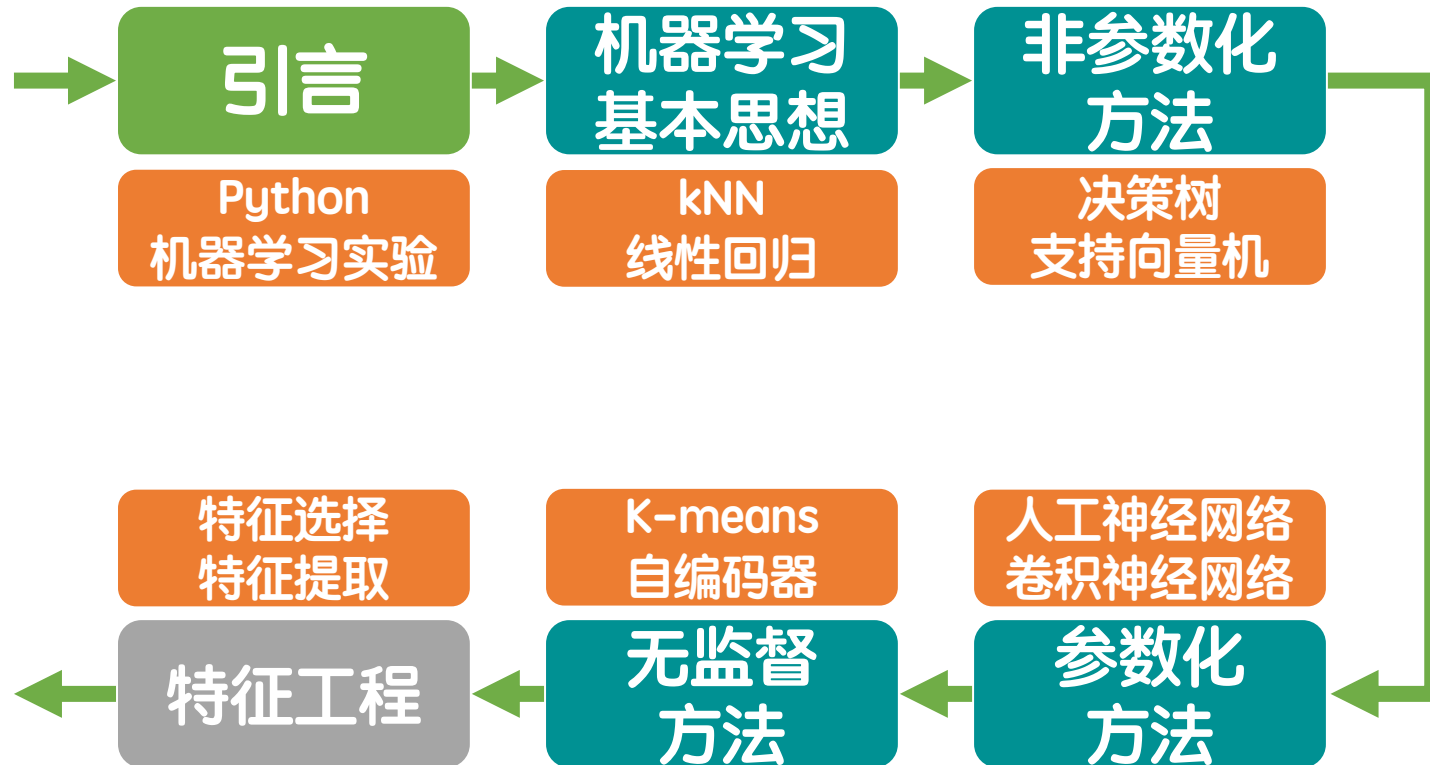 引言
Python
机器学习实验
机器学习
基本思想
kNN
线性回归
非参数化
方法
决策树
支持向量机
人工神经网络
卷积神经网络
参数化
方法
K-means
自编码器
无监督
方法
特征选择
特征提取
特征工程